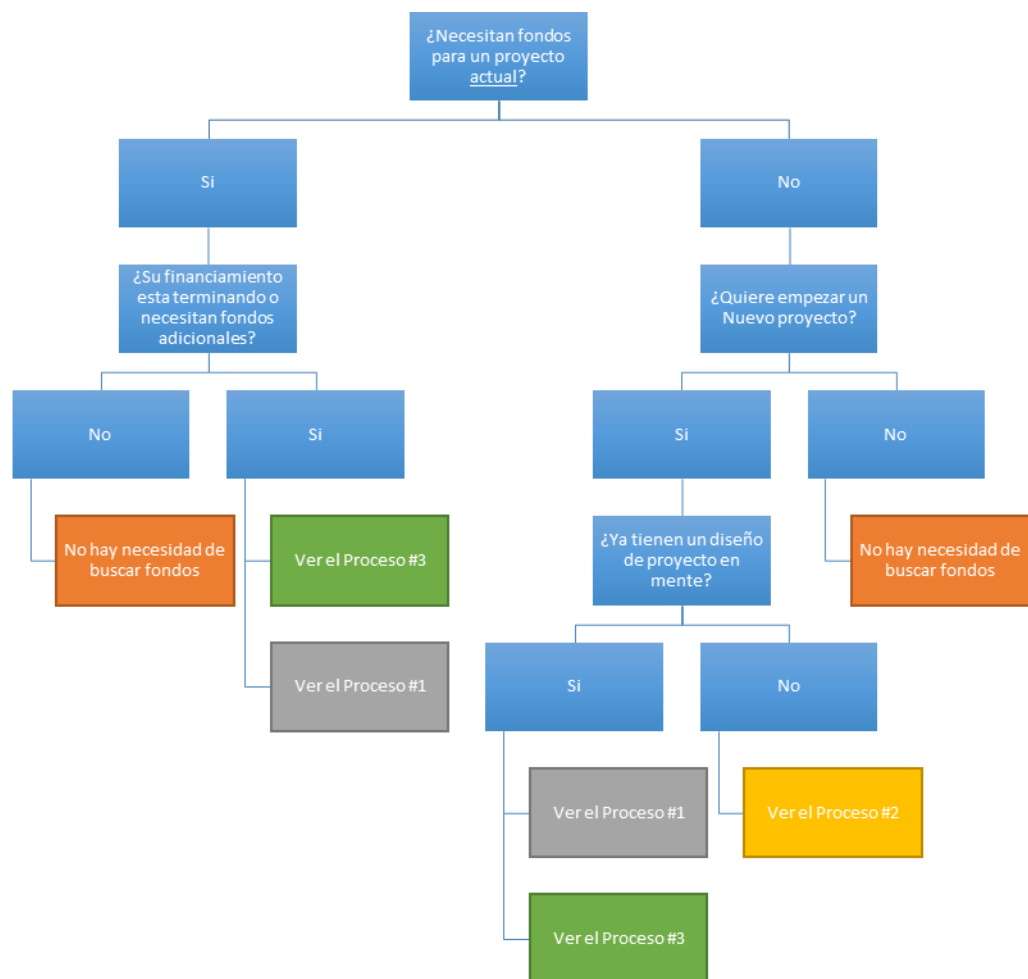 ¿Necesitan fondos
para un proyecto
actual?
Si
No
¿Su financiamiento
esta terminando o
necesitan fondos
adicionales?
¿Quiere empezar un
Nuevo proyecto?
No
Si
Si
No
No hay necesidad de
buscar fondos
Ver el Proceso #3
¿Ya tienen un diseño
de proyecto en
mente?
No hay necesidad de
buscar fondos
Ver el Proceso #1
Si
No
Ver el Proceso #1
Ver el Proceso #2
Ver el Proceso #3